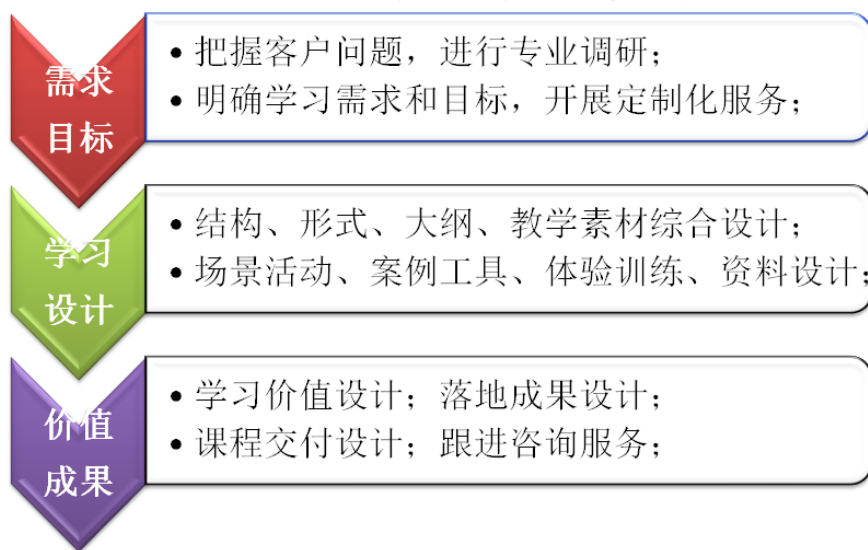 需求
目标
• 把握客户问题，进行专业调研；
• 明确学习需求和目标，开展定制化服务；
学习
设计
• 结构、形式、大纲、教学素材综合设计；
• 场景活动、案例工具、体验训练、资料设计；
价值
成果
• 学习价值设计；落地成果设计；
• 课程交付设计；跟进咨询服务；